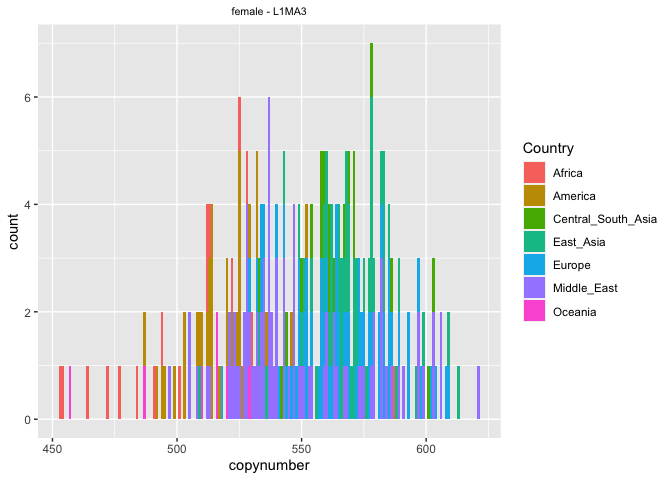 female - L1MA3
6
4
2
0
count
450
500
550
600
copynumber
Country
Africa
America
Central_South_Asia
East_Asia
Europe
Middle_East
Oceania